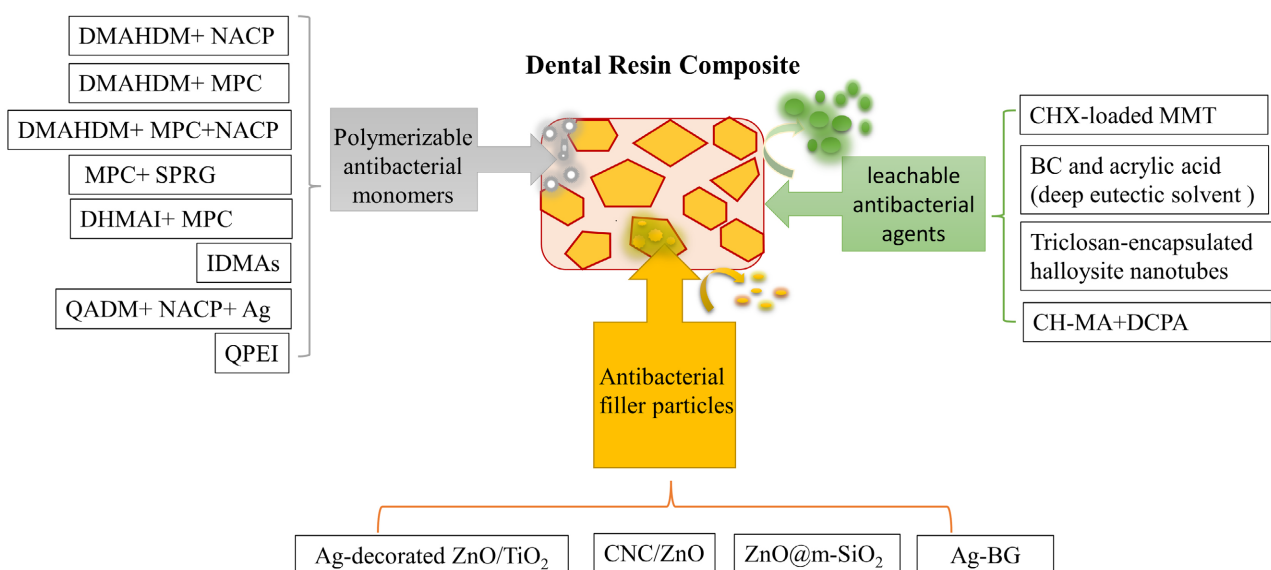 Dental Resin Composite
DMAHDM+ NACP
DMAHDM+ MPC
DMAHDM+ MPC+NACP
MPC+ SPRG
DHMAI+ MPC
IDMAs
QADM+ NACP+ Ag
QPEI
Polymerizable
antibacterial
monomers
leachable
antibacterial
agents
CHX-loaded MMT
BC and acrylic acid
(deep eutectic solvent )
Triclosan-encapsulated
halloysite nanotubes
CH-MA+DCPA
Antibacterial
filler particles
Ag-decorated ZnO/TiO₂
CNC/ZnO
ZnO@m-SiO₂
Ag-BG